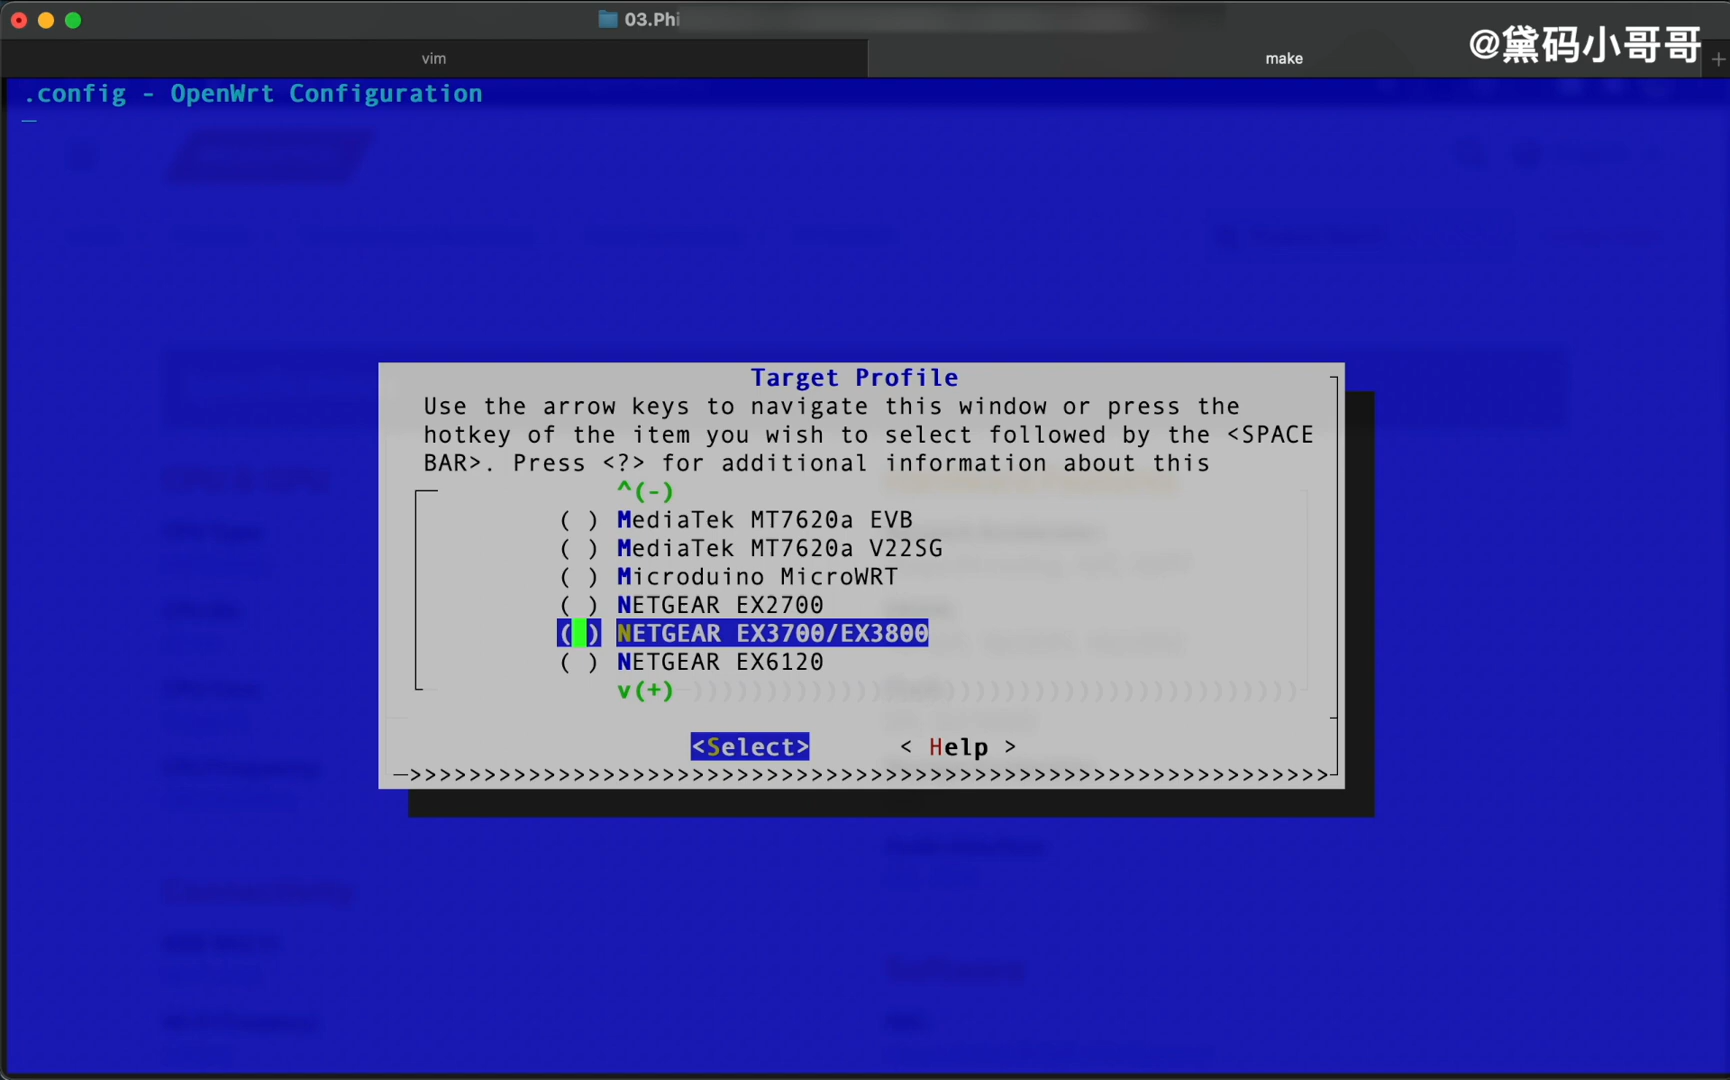 03.Phi
vim
make
@黛码小哥哥
+
.config - OpenWrt Configuration
Target Profile
Use the arrow keys to navigate this window or press the
hotkey of the item you wish to select followed by the <SPACE
BAR>. Press <?> for additional information about this
^(-)
( ) MediaTek MT7620a EVB
( ) MediaTek MT7620a V22SG
( ) Microduino MicroWRT
( ) NETGEAR EX2700
( ) NETGEAR EX3700/EX3800
( ) NETGEAR EX6120
v(+)
<Select> < Help >